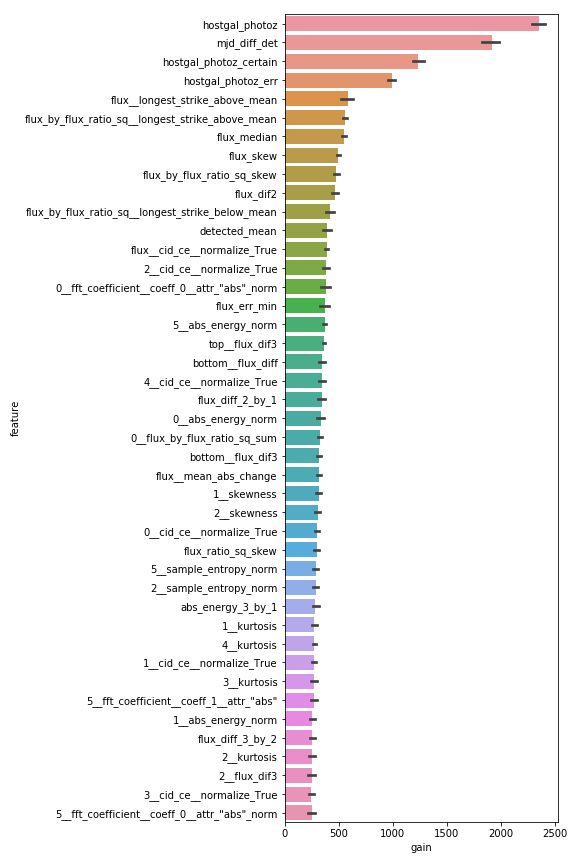 hostgal_photoz
mjd_diff_det
hostgal_photoz_certain
hostgal_photoz_err
flux__longest_strike_above_mean
flux_by_flux_ratio_sq__longest_strike_above_mean
flux_median
flux_skew
flux_by_flux_ratio_sq_skew
flux_dif2
flux_by_flux_ratio_sq__longest_strike_below_mean
detected_mean
flux__cid_ce__normalize_True
2__cid_ce__normalize_True
0__fft_coefficient__coeff_0__attr_"abs"_norm
flux_err_min
5__abs_energy_norm
top__flux_dif3
bottom__flux_diff
4__cid_ce__normalize_True
flux_diff_2_by_1
0__abs_energy_norm
0__flux_by_flux_ratio_sq_sum
bottom__flux_dif3
flux__mean_abs_change
1__skewness
2__skewness
0__cid_ce__normalize_True
flux_ratio_sq_skew
5__sample_entropy_norm
2__sample_entropy_norm
abs_energy_3_by_1
1__kurtosis
4__kurtosis
1__cid_ce__normalize_True
3__kurtosis
5__fft_coefficient__coeff_1__attr_"abs"
1__abs_energy_norm
flux_diff_3_by_2
2__kurtosis
2__flux_dif3
3__cid_ce__normalize_True
5__fft_coefficient__coeff_0__attr_"abs"_norm
feature
0 500 1000 1500 2000 2500
gain